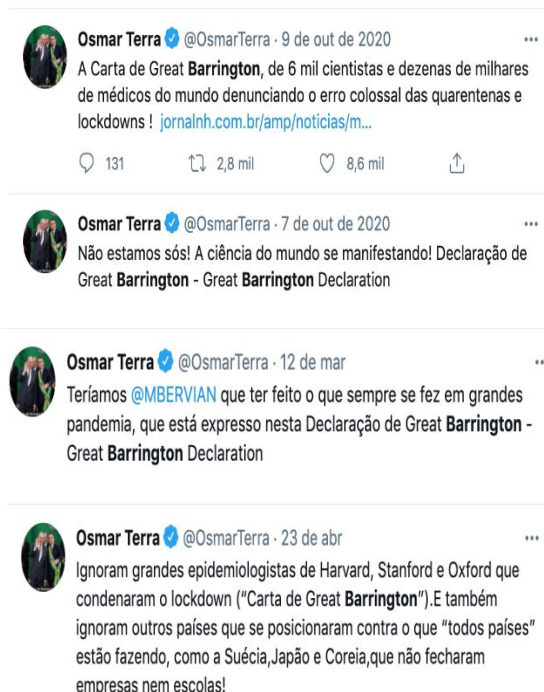 Osmar Terra @OsmarTerra · 9 de out de 2020
A Carta de Great Barrington, de 6 mil cientistas e dezenas de milhares
de médicos do mundo denunciando o erro colossal das quarentenas e
lockdowns ! jornalnh.com.br/amp/noticias/m...
131 2,8 mil 8,6 mil
Osmar Terra @OsmarTerra · 7 de out de 2020
Não estamos sós! A ciência do mundo se manifestando! Declaração de
Great Barrington - Great Barrington Declaration
Osmar Terra @OsmarTerra · 12 de mar
Teríamos @MBERVIAN que ter feito o que sempre se fez em grandes
pandemia, que está expresso nesta Declaração de Great Barrington -
Great Barrington Declaration
Osmar Terra @OsmarTerra · 23 de abr
Ignoram grandes epidemiologistas de Harvard, Stanford e Oxford que
condenaram o lockdown (“Carta de Great Barrington”).E também
ignoram outros países que se posicionaram contra o que “todos países”
estão fazendo, como a Suécia,Japão e Coreia,que não fecharam
empresas nem escolas!